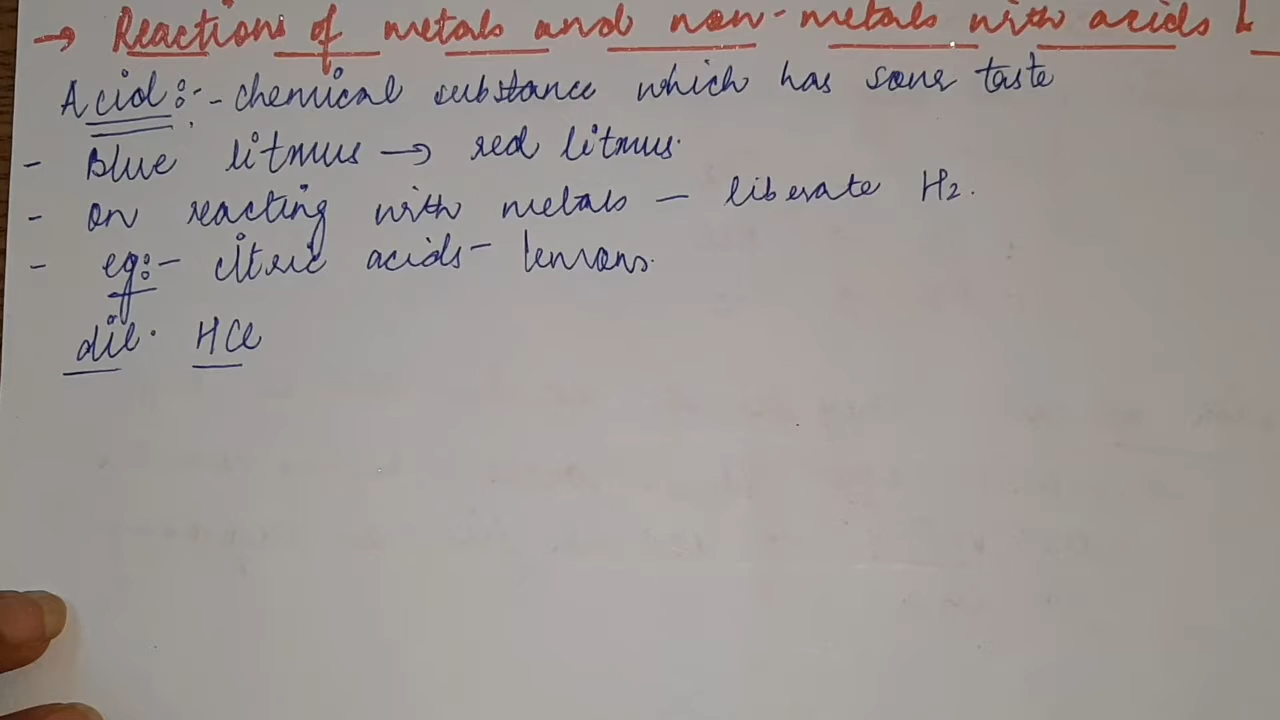 → Reactions of metals and non-metals with acids &
Acid:- - chemical substance which has sour taste
- Blue litmus → red litmus.
- on reacting with metals - liberate H2.
- eg:- citric acids - lemons.
dil. HCl